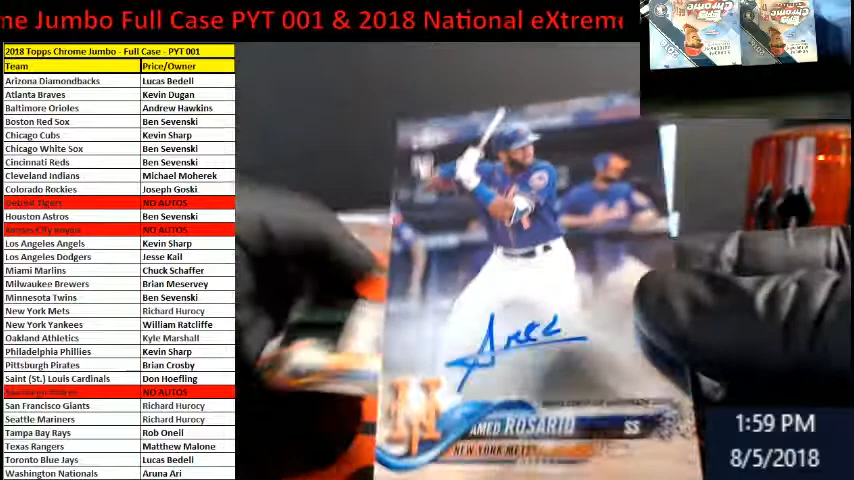 me Jumbo Full Case PYT 001 & 2018 National eXtreme
2018 Topps Chrome Jumbo - Full Case - PYT 001
Team Price/Owner
Arizona Diamondbacks Lucas Bedell
Atlanta Braves Kevin Dugan
Baltimore Orioles Andrew Hawkins
Boston Red Sox Ben Sevenski
Chicago Cubs Kevin Sharp
Chicago White Sox Ben Sevenski
Cincinnati Reds Ben Sevenski
Cleveland Indians Michael Moherek
Colorado Rockies Joseph Goski
Detroit Tigers NO AUTOS
Houston Astros Ben Sevenski
Kansas City Royals NO AUTOS
Los Angeles Angels Kevin Sharp
Los Angeles Dodgers Jesse Kail
Miami Marlins Chuck Schaffer
Milwaukee Brewers Brian Meservey
Minnesota Twins Ben Sevenski
New York Mets Richard Hurocy
New York Yankees William Ratcliffe
Oakland Athletics Kyle Marshall
Philadelphia Phillies Kevin Sharp
Pittsburgh Pirates Brian Crosby
Saint (St.) Louis Cardinals Don Hoefling
NO AUTOS
San Francisco Giants Richard Hurocy
Seattle Mariners Richard Hurocy
Tampa Bay Rays Rob Oneil
Texas Rangers Matthew Malone
Toronto Blue Jays Lucas Bedell
Washington Nationals Aruna Ari
AMED ROSARIO SS
NEW YORK METS
1:59 PM
8/5/2018